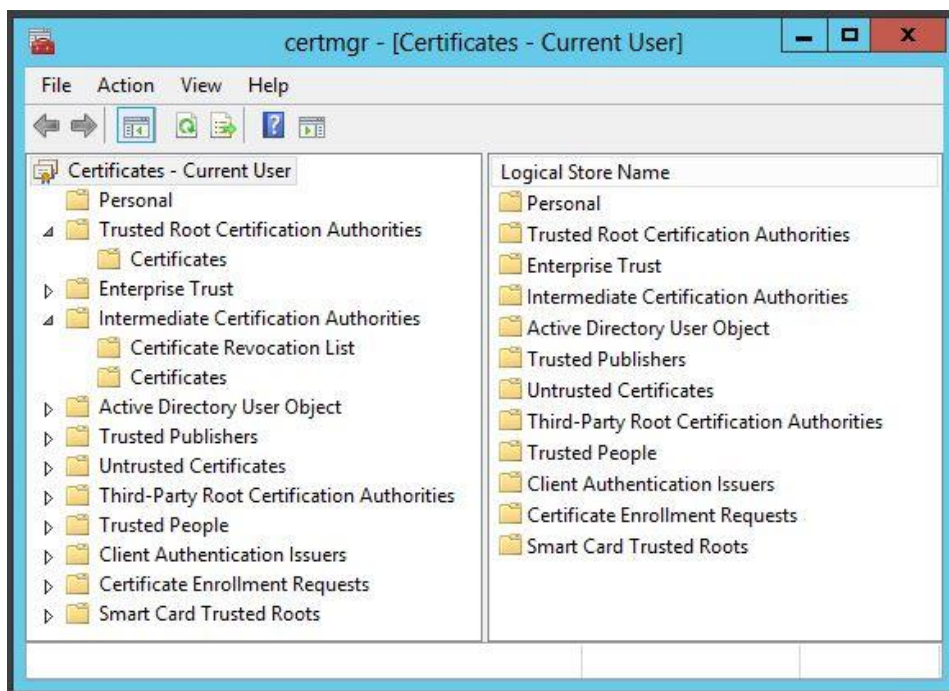 certmgr - [Certificates - Current User]
File Action View Help
Certificates - Current User
Personal
Trusted Root Certification Authorities
Certificates
Enterprise Trust
Intermediate Certification Authorities
Certificate Revocation List
Certificates
Active Directory User Object
Trusted Publishers
Untrusted Certificates
Third-Party Root Certification Authorities
Trusted People
Client Authentication Issuers
Certificate Enrollment Requests
Smart Card Trusted Roots
Logical Store Name
Personal
Trusted Root Certification Authorities
Enterprise Trust
Intermediate Certification Authorities
Active Directory User Object
Trusted Publishers
Untrusted Certificates
Third-Party Root Certification Authorities
Trusted People
Client Authentication Issuers
Certificate Enrollment Requests
Smart Card Trusted Roots